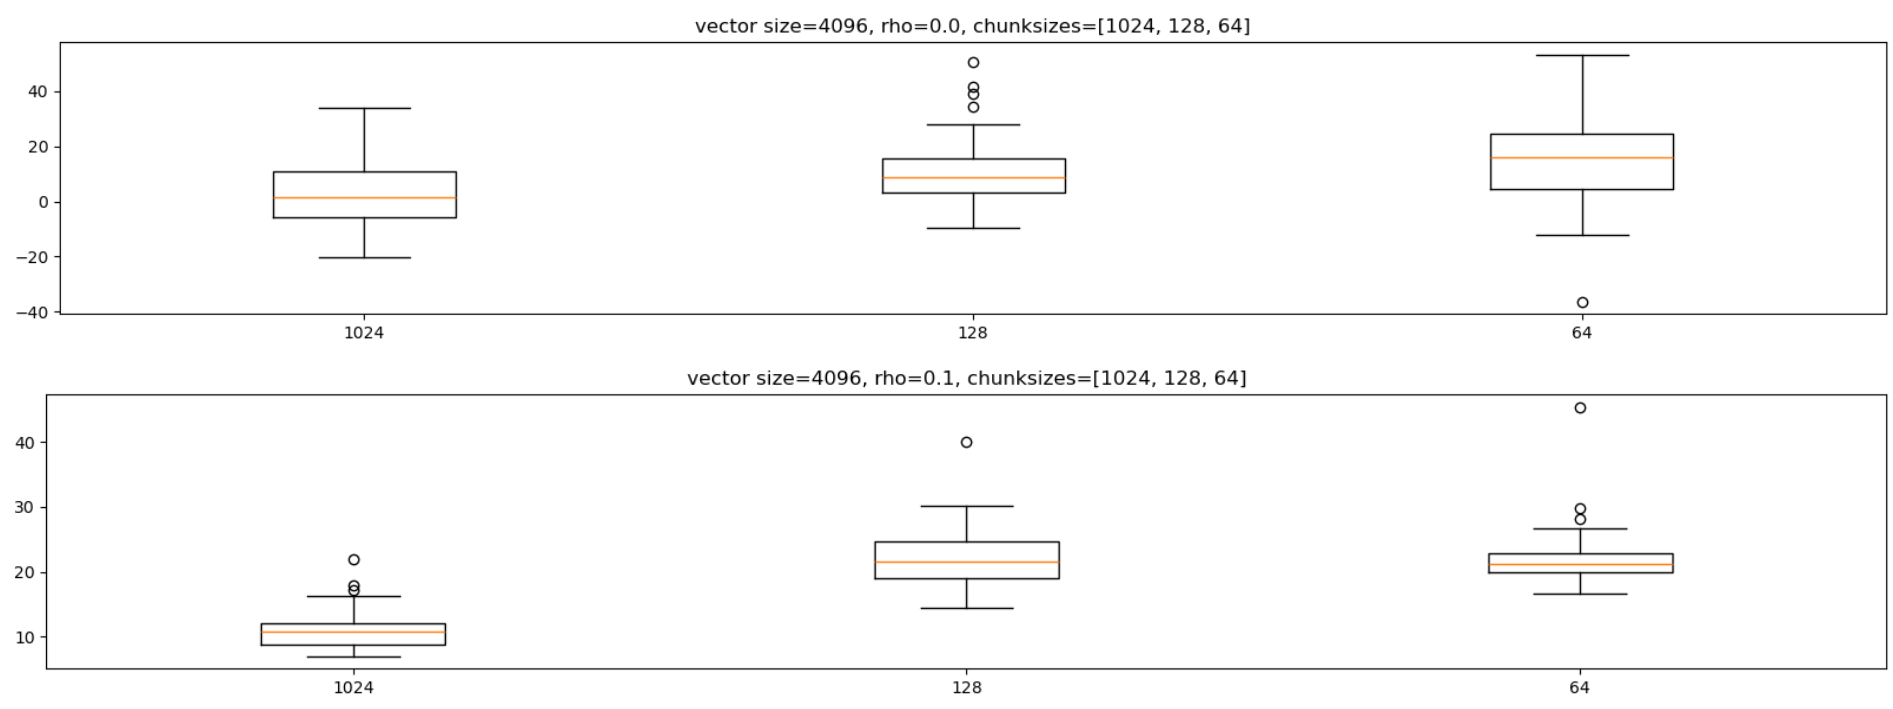 vector size=4096, rho=0.0, chunksizes=[1024, 128, 64]
40
20
0
−20
−40
1024 128 64
vector size=4096, rho=0.1, chunksizes=[1024, 128, 64]
40
30
20
10
1024 128 64